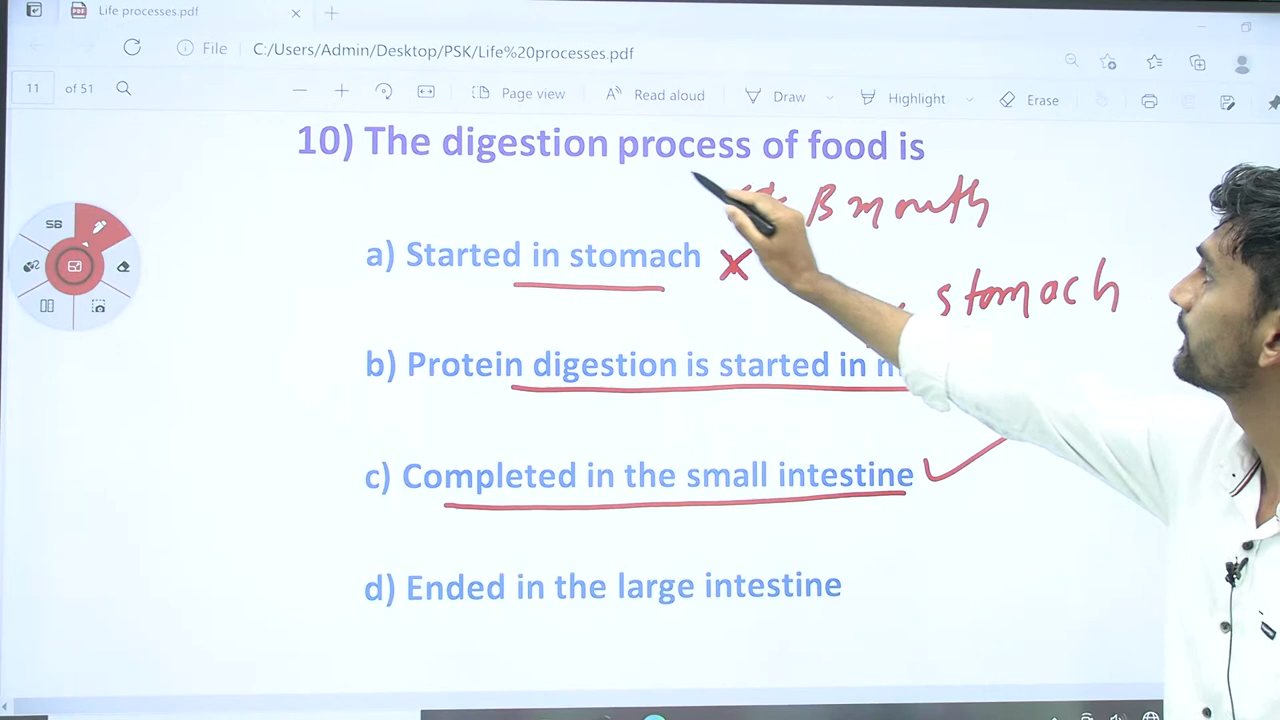 Life processes.pdf
File C:/Users/Admin/Desktop/PSK/Life%20processes.pdf
11 of 51 Page view Read aloud Draw Highlight Erase
10) The digestion process of food is
mouth
SB
a) Started in stomach
stomach
b) Protein digestion is started in
c) Completed in the small intestine
d) Ended in the large intestine